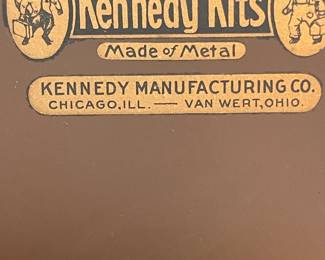 Kennedy Kits
Made of Metal
KENNEDY MANUFACTURING CO.
CHICAGO, ILL. — VAN WERT, OHIO.